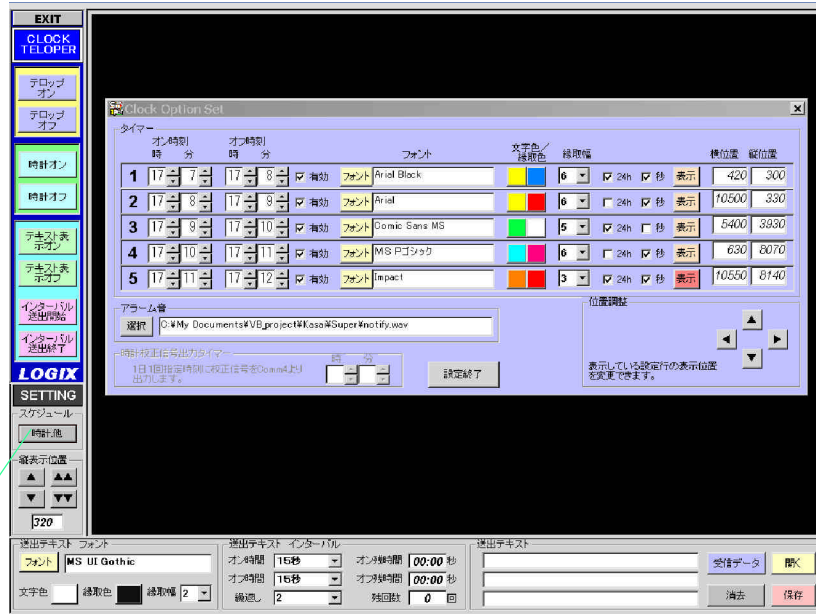 EXIT
CLOCK
TELOPER
テロップ
オン
テロップ
オフ
時計オン
時計オフ
テキスト表
示オン
テキスト表
示オフ
インターバル
送出開始
インターバル
送出終了
LOGIX
SETTING
スケジュール
時計,他
縦表示位置
▲ ▲▲
▼ ▼▼
320
Clock Option Set
タイマー
オン時刻 オフ時刻
時 分 時 分 フォント 文字色/縁取色 縁取幅 横位置 縦位置
1 17 7 17 8 有効 フォント Arial Black 6 24h 秒 表示 420 300
2 17 8 17 9 有効 フォント Arial 6 24h 秒 表示 10500 330
3 17 9 17 10 有効 フォント Comic Sans MS 5 24h 秒 表示 5400 3930
4 17 10 17 11 有効 フォント MS Pゴシック 6 24h 秒 表示 630 8070
5 17 11 17 12 有効 フォント Impact 3 24h 秒 表示 10550 8140
アラーム音
選択 C:¥My Documents¥VB_project¥Kasai¥Super¥notify.wav
時計校正信号出力タイマー
時 分
1日1回指定時刻に校正信号をComm4より
出力します。
設定終了
位置調整
表示している設定行の表示位置
を変更できます。
送出テキスト フォント
フォント MS UI Gothic
文字色 縁取色 縁取幅 2
送出テキスト インターバル
オン時間 15秒 オン残時間 00:00 秒
オフ時間 15秒 オフ残時間 00:00 秒
繰返し 2 残回数 0 回
送出テキスト
受信データ 開く
消去 保存